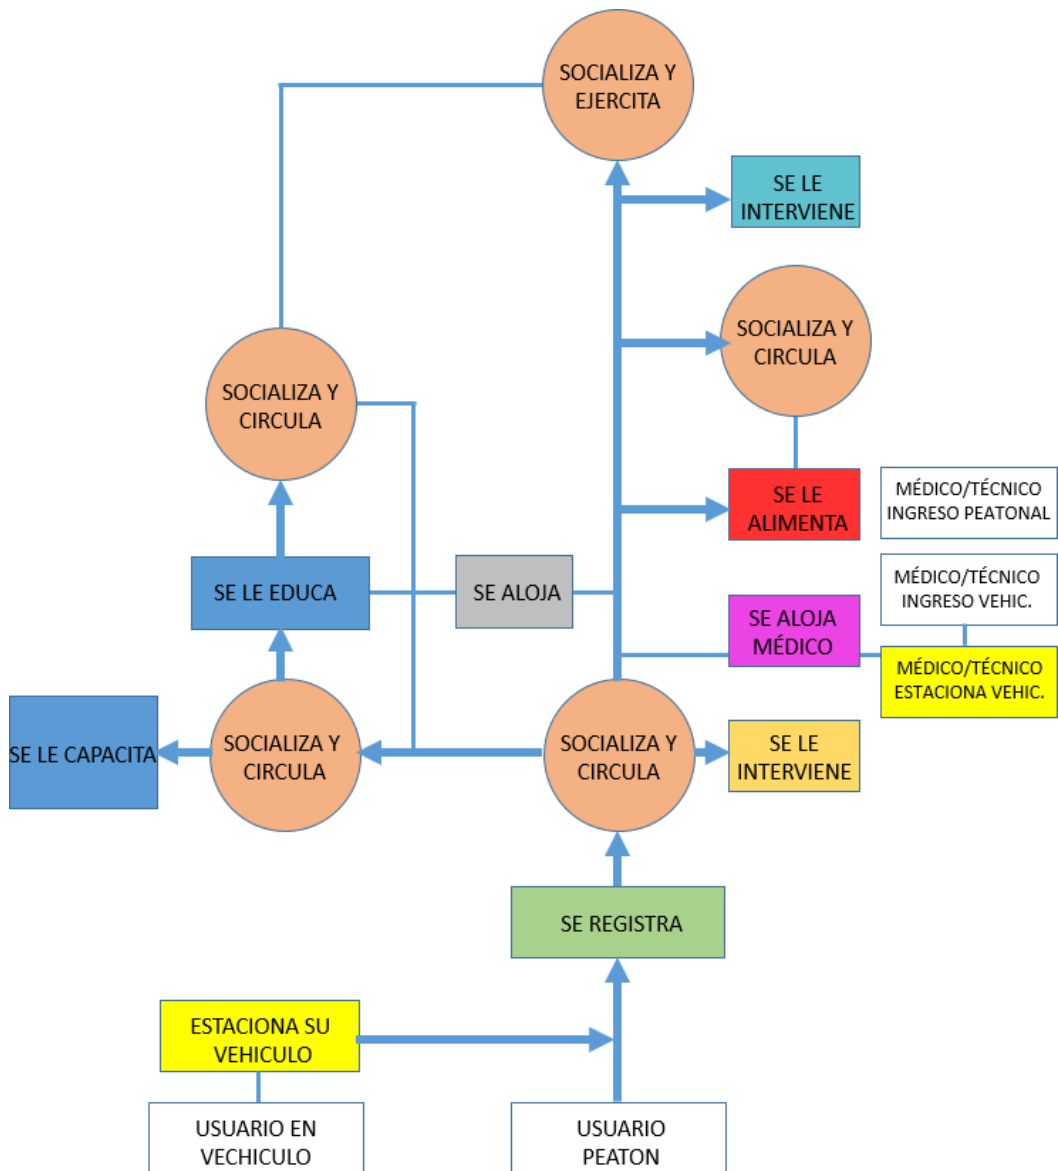 SOCIALIZA Y
EJERCITA
SE LE
INTERVIENE
SOCIALIZA Y
CIRCULA
SOCIALIZA Y
CIRCULA
SE LE
ALIMENTA
MÉDICO/TÉCNICO
INGRESO PEATONAL
SE LE EDUCA
SE ALOJA
SE ALOJA
MÉDICO
MÉDICO/TÉCNICO
INGRESO VEHIC.
MÉDICO/TÉCNICO
ESTACIONA VEHIC.
SE LE CAPACITA
SOCIALIZA Y
CIRCULA
SOCIALIZA Y
CIRCULA
SE LE
INTERVIENE
SE REGISTRA
ESTACIONA SU
VEHICULO
USUARIO EN
VECHICULO
USUARIO
PEATON